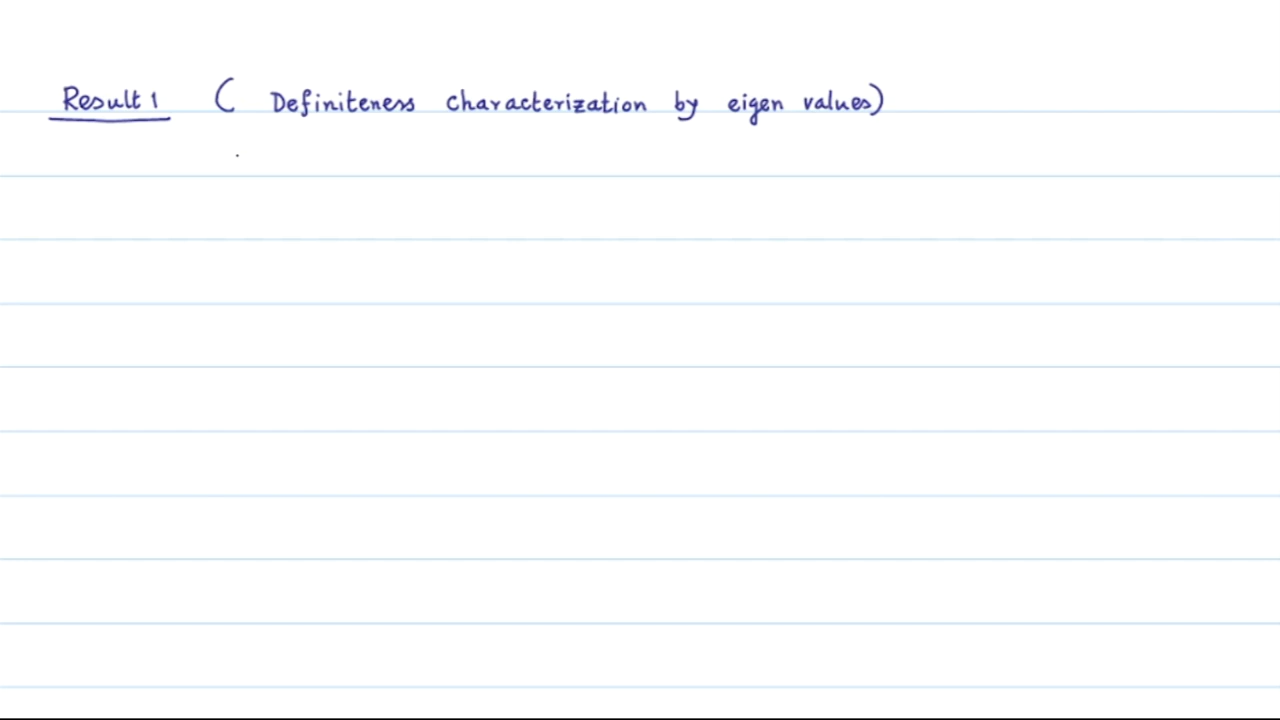 Result 1 ( Definiteness characterization by eigen values)